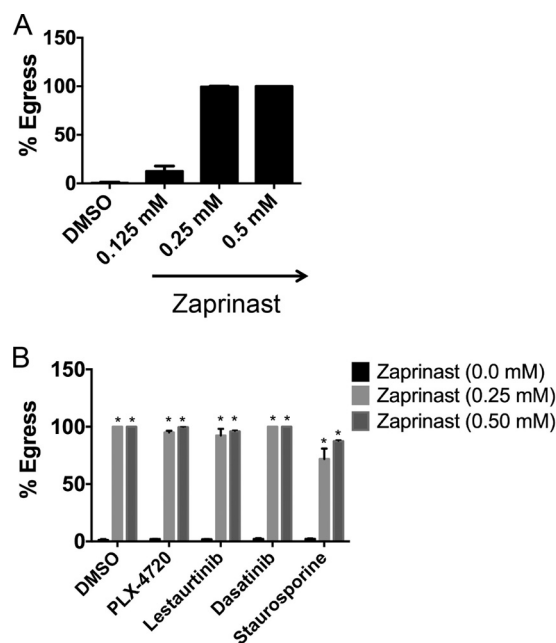 A
% Egress
150
100
50
0
DMSO
0.125 mM
0.25 mM
0.5 mM
Zaprinast
B
% Egress
150
100
50
0
* * * * * * * * * *
DMSO
PLX-4720
Lestaurtinib
Dasatinib
Staurosporine
Zaprinast (0.0 mM)
Zaprinast (0.25 mM)
Zaprinast (0.50 mM)